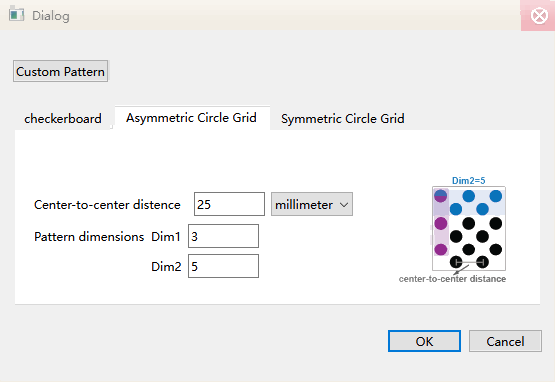 Dialog
Custom Pattern
checkerboard
Asymmetric Circle Grid
Symmetric Circle Grid
Dim2=5
Center-to-center distence
25
millimeter
Pattern dimensions Dim1
3
Dim2
5
center-to-center distance
OK
Cancel